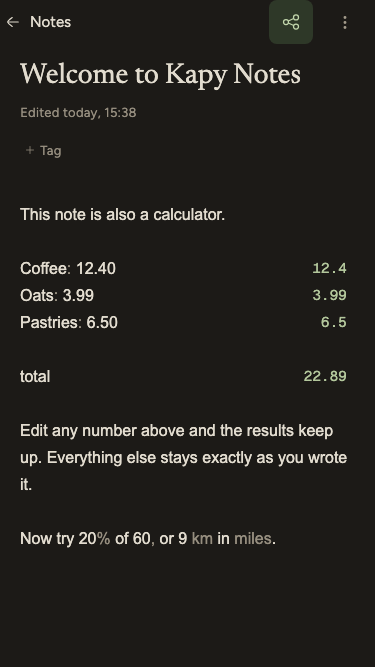 Notes
Welcome to Kapy Notes
Edited today, 15:38
+ Tag
This note is also a calculator.
Coffee: 12.40 12.4
Oats: 3.99 3.99
Pastries: 6.50 6.5
total 22.89
Edit any number above and the results keep
up. Everything else stays exactly as you wrote
it.
Now try 20% of 60, or 9 km in miles.